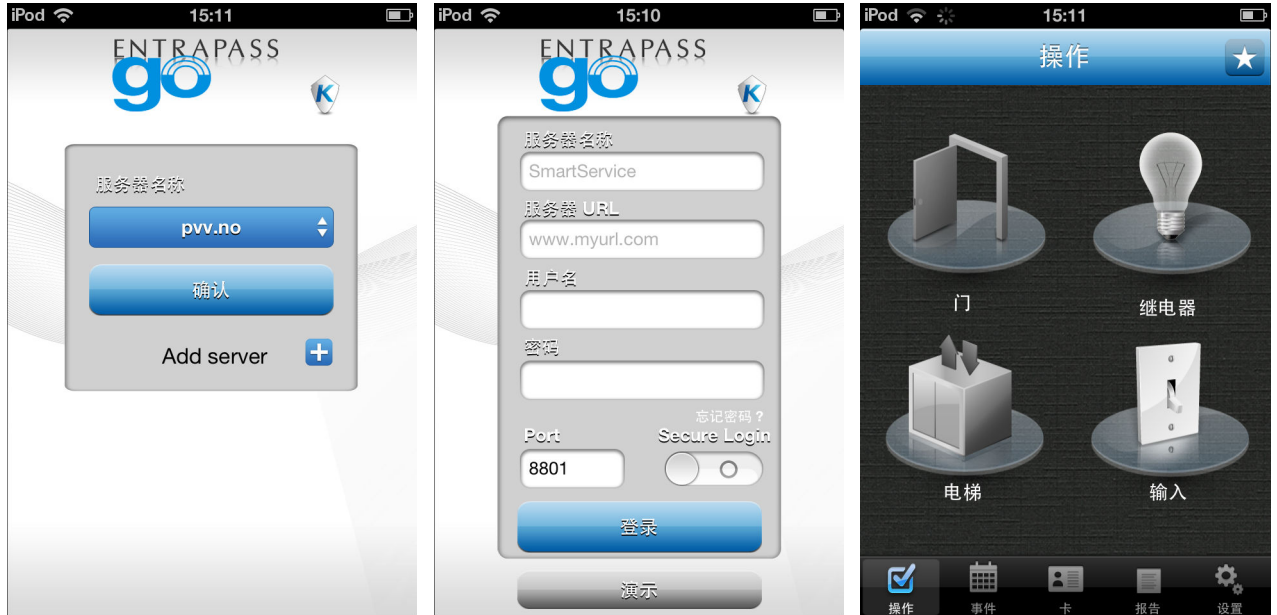 iPod 15:11
ENTRAPASS
go
K
服务器名称
pvv.no
确认
Add server
iPod 15:10
ENTRAPASS
go
K
服务器名称
SmartService
服务器 URL
www.myurl.com
用户名
密码
忘记密码？
Port Secure Login
8801
登录
演示
iPod 15:11
操作
门 继电器
电梯 输入
操作 事件 卡 报告 设置